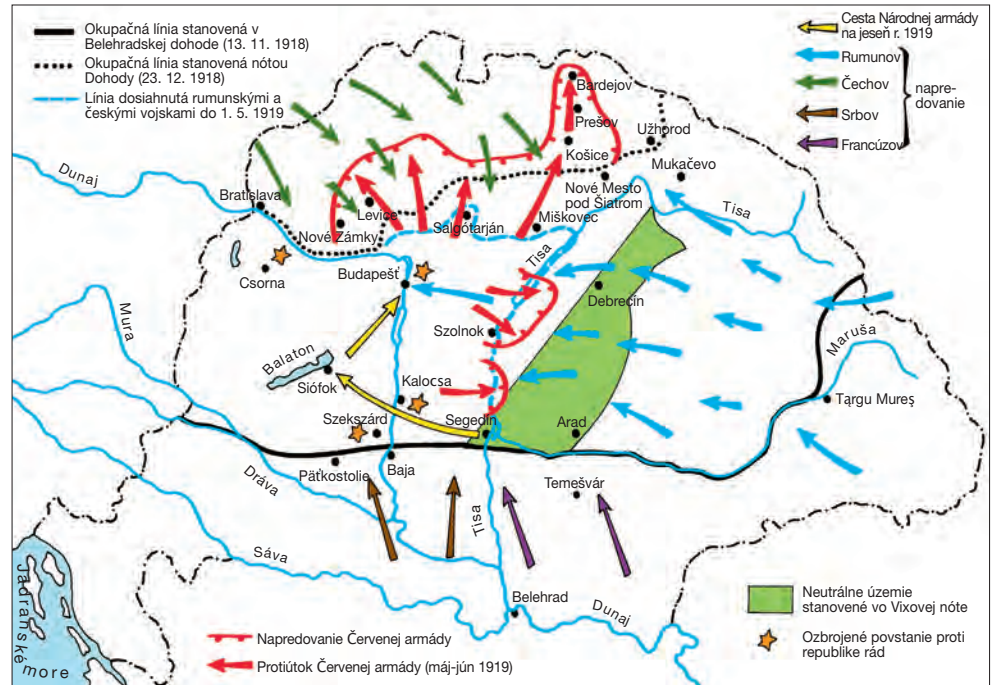 Okupačná línia stanovená v
Belehradskej dohode (13. 11. 1918)
Okupačná línia stanovená nótou
Dohody (23. 12. 1918)
Línia dosiahnutá rumunskými a
českými vojskami do 1. 5. 1919
Cesta Národnej armády
na jeseň r. 1919
Rumunov
Čechov
Srbov
Francúzov
napre-
dovanie
Bardejov
Prešov
Užhorod
Košice
Mukačevo
Dunaj
Bratislava
Nové Mesto
pod Šiatrom
Tisa
Levice
Nové Zámky
Salgótarján
Miškovec
Tisa
Csorna
Budapešť
Debrecín
Mura
Szolnok
Maruša
Balaton
Siófok
Kalocsa
Târgu Mureş
Szekszárd
Segedín
Arad
Päťkostolie
Baja
Temešvár
Dráva
Tisa
Sáva
Belehrad
Dunaj
Jadranské more
Neutrálne územie
stanovené vo Vixovej nóte
Napredovanie Červenej armády
Ozbrojené povstanie proti
republike rád
Protiútok Červenej armády (máj-jún 1919)